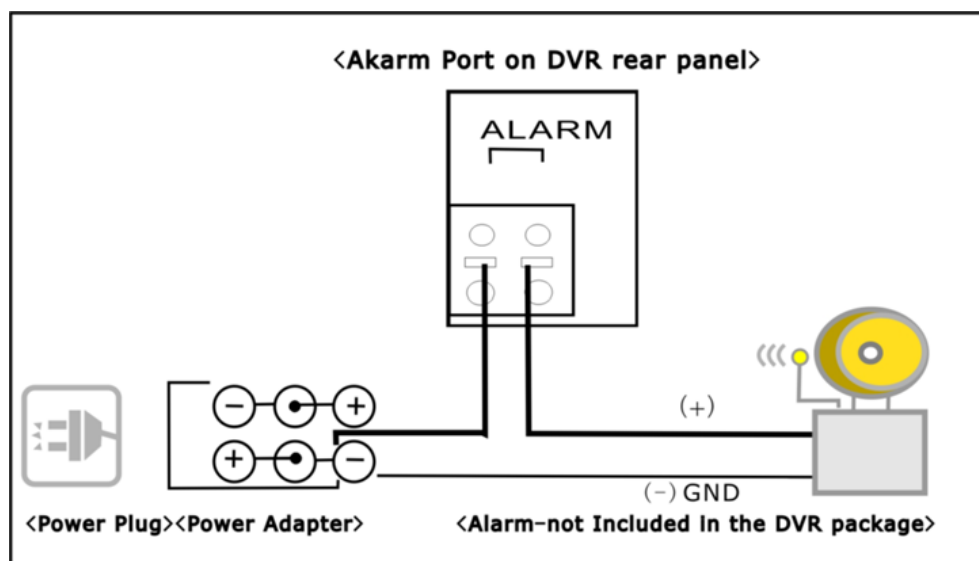 <Akarm Port on DVR rear panel>
ALARM
(+)
(-) GND
<Power Plug><Power Adapter>
<Alarm-not Included in the DVR package>